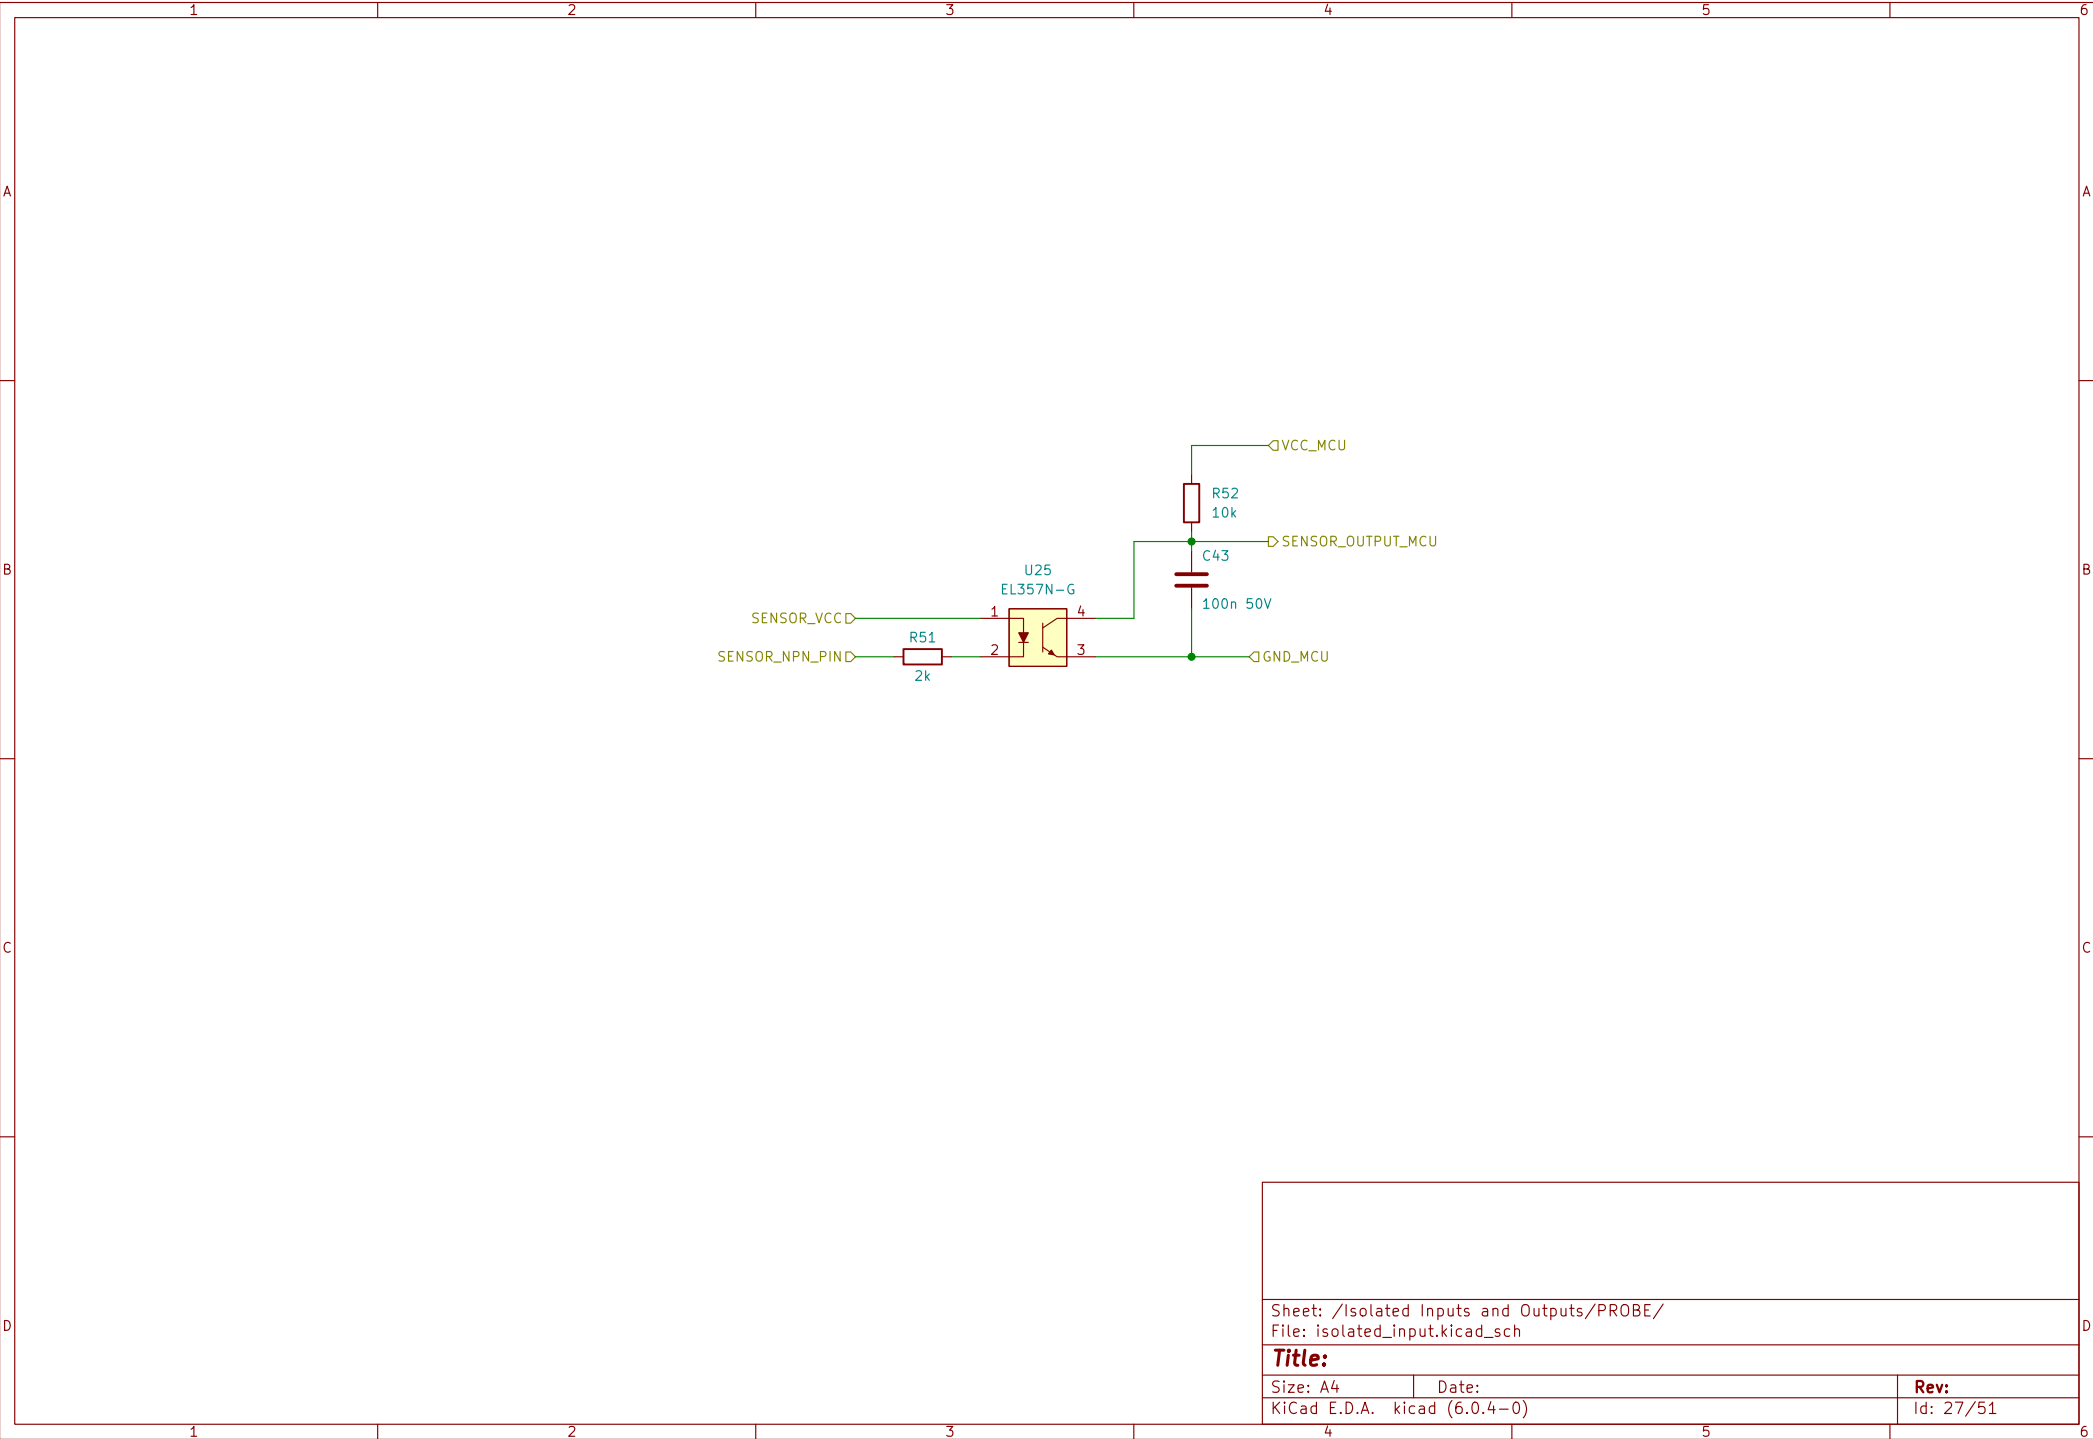 1 2 3 4 5 6
A A
VCC_MCU
R52
10k
SENSOR_OUTPUT_MCU
C43
B B
U25
EL357N-G
100n 50V
SENSOR_VCC 1 4
R51
SENSOR_NPN_PIN 2 3 GND_MCU
2k
C C
Sheet: /Isolated Inputs and Outputs/PROBE/
D D
File: isolated_input.kicad_sch
Title:
Size: A4 Date: Rev:
KiCad E.D.A. kicad (6.0.4-0) Id: 27/51
1 2 3 4 5 6